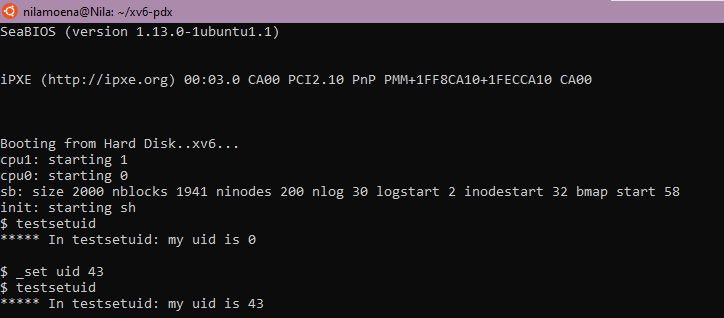 nilamoena@Nila: ~/xv6-pdx
SeaBIOS (version 1.13.0-1ubuntu1.1)
iPXE (http://ipxe.org) 00:03.0 CA00 PCI2.10 PnP PMM+1FF8CA10+1FECCA10 CA00
Booting from Hard Disk..xv6...
cpu1: starting 1
cpu0: starting 0
sb: size 2000 nblocks 1941 ninodes 200 nlog 30 logstart 2 inodestart 32 bmap start 58
init: starting sh
$ testsetuid
***** In testsetuid: my uid is 0
$ _set uid 43
$ testsetuid
***** In testsetuid: my uid is 43